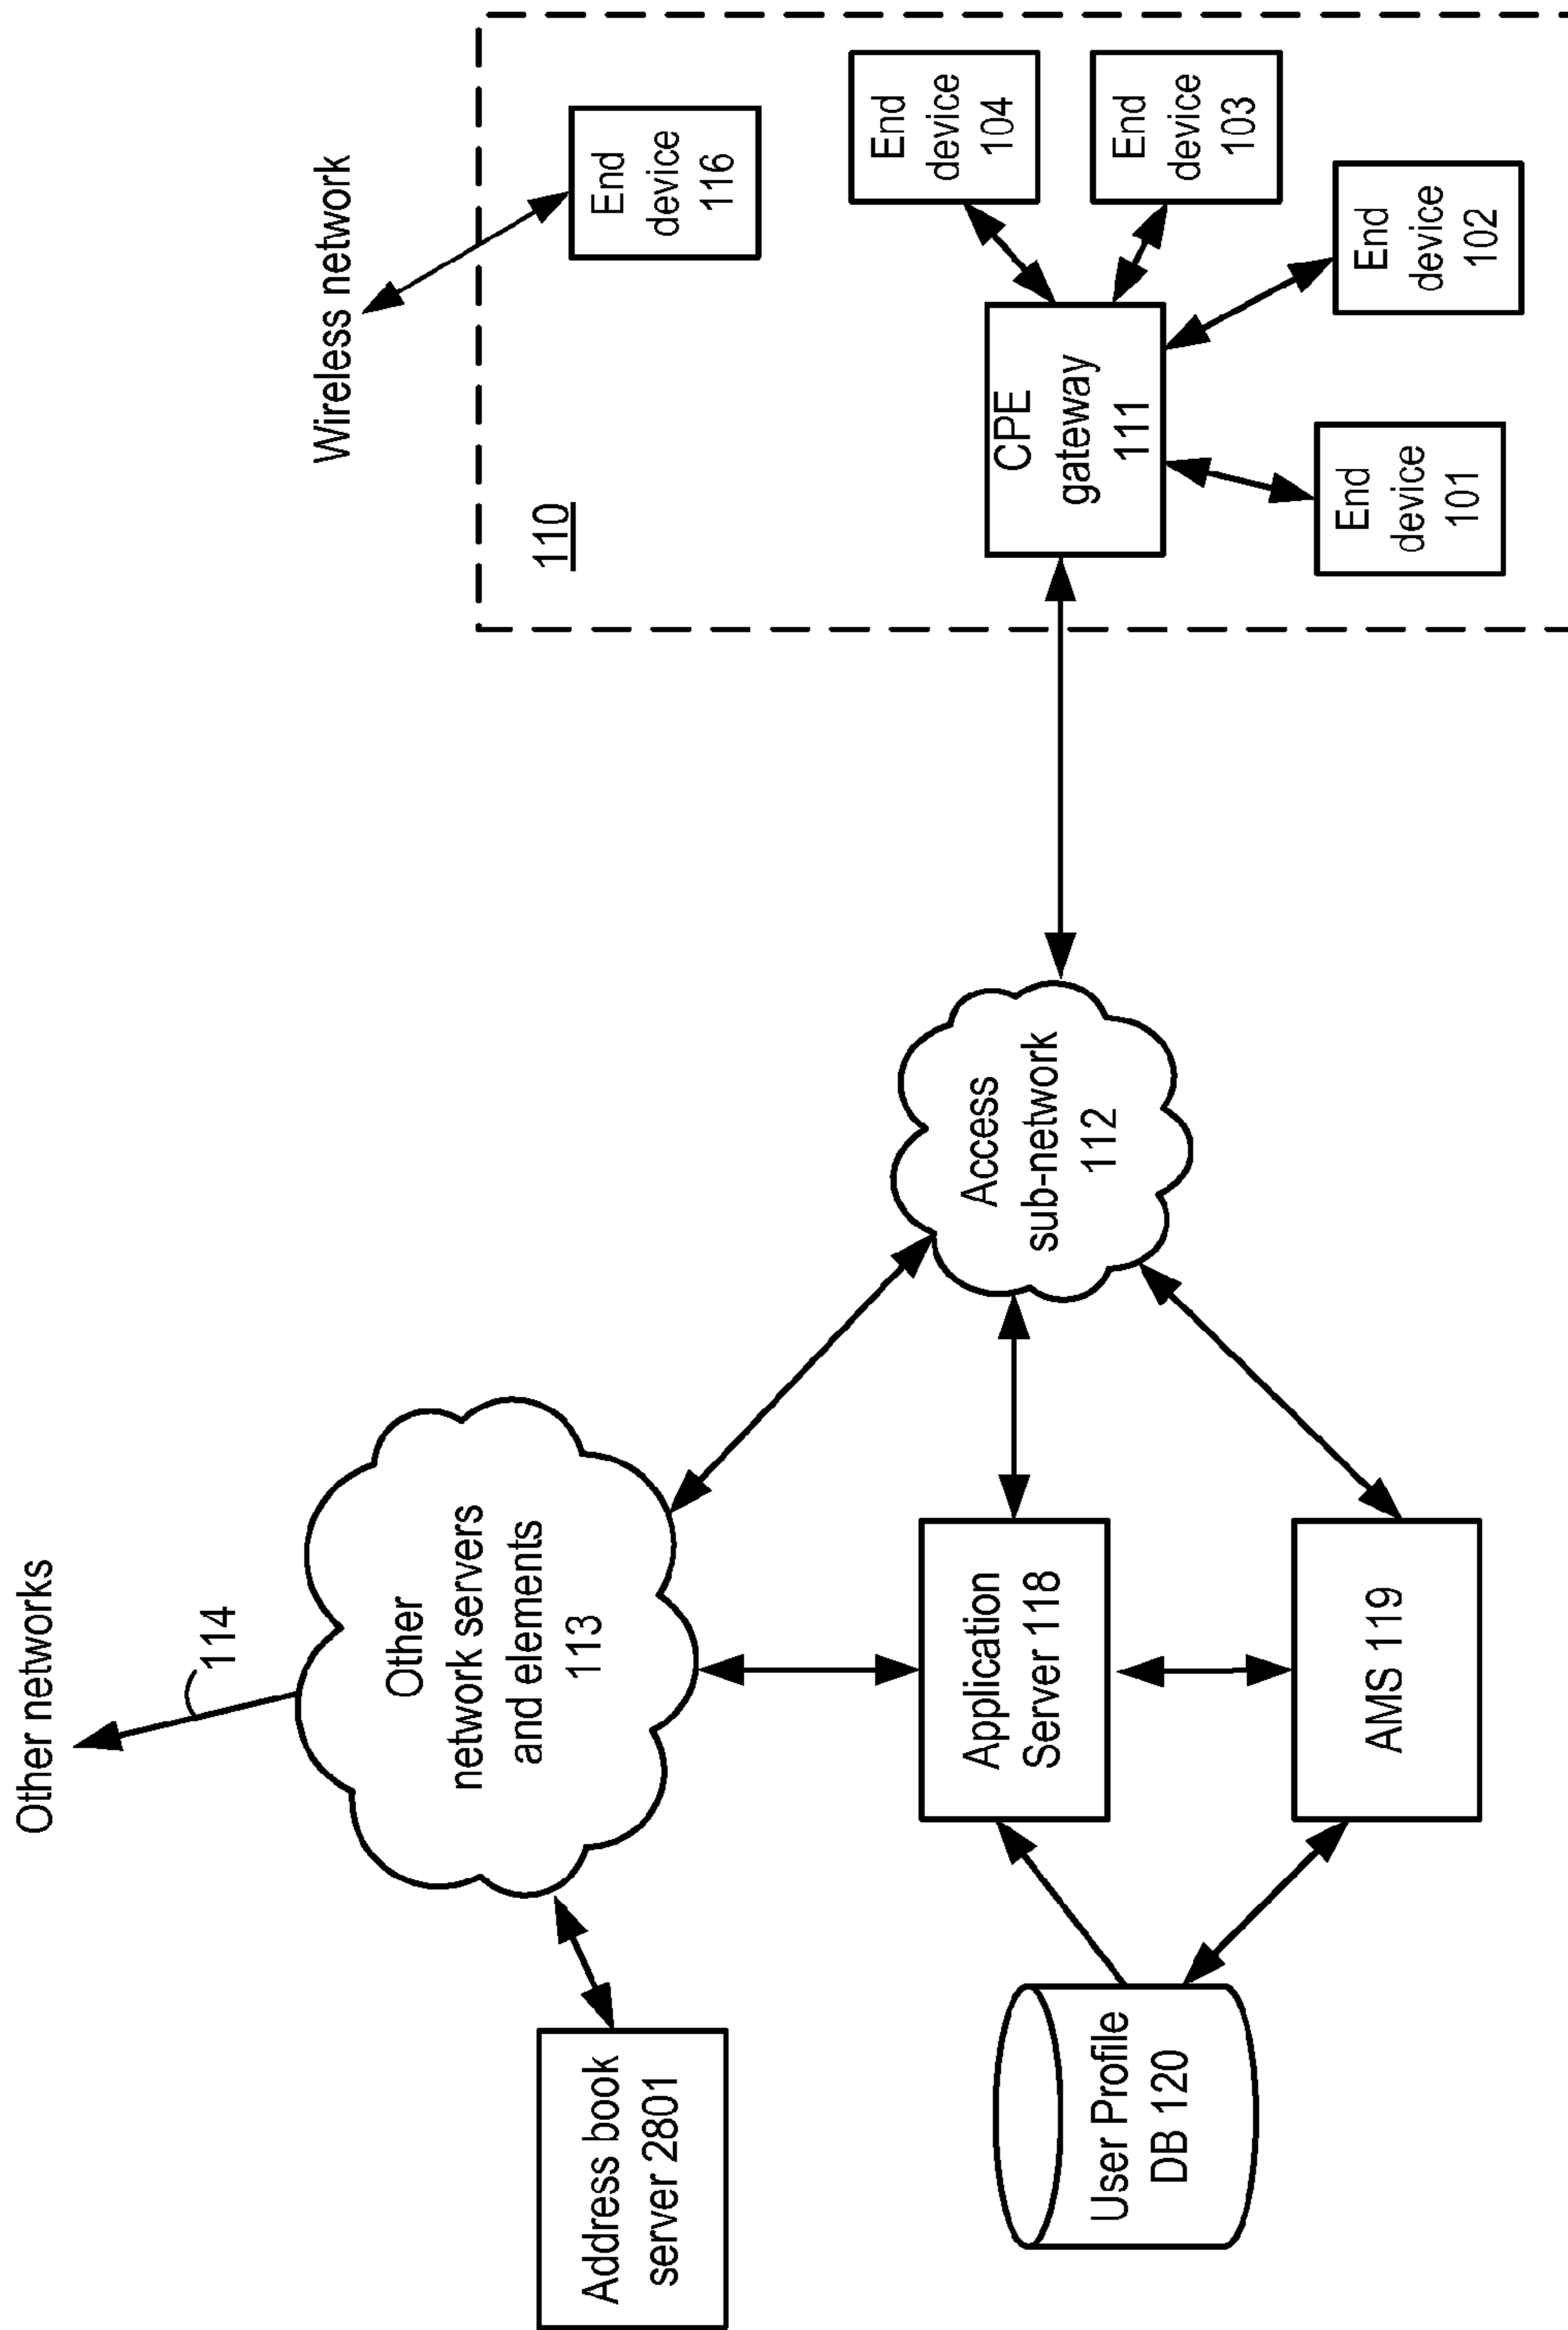 Other networks
114
Wireless network
Address book
server 2801
Other
network servers
and elements
113
110
End
device
116
User Profile
DB 120
Application
Server 118
AMS 119
Access
sub-network
112
CPE
gateway
111
End
device
104
End
device
103
End
device
101
End
device
102